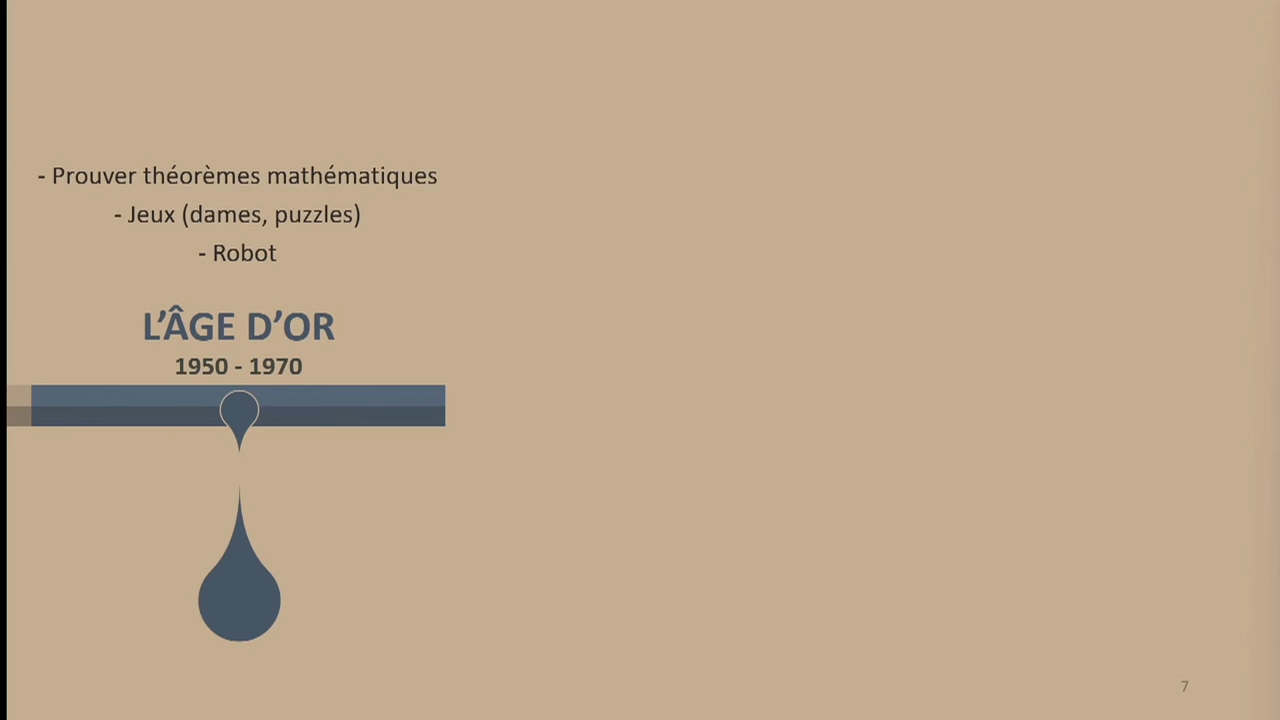 - Prouver théorèmes mathématiques
- Jeux (dames, puzzles)
- Robot
L’ÂGE D’OR
1950 - 1970
7